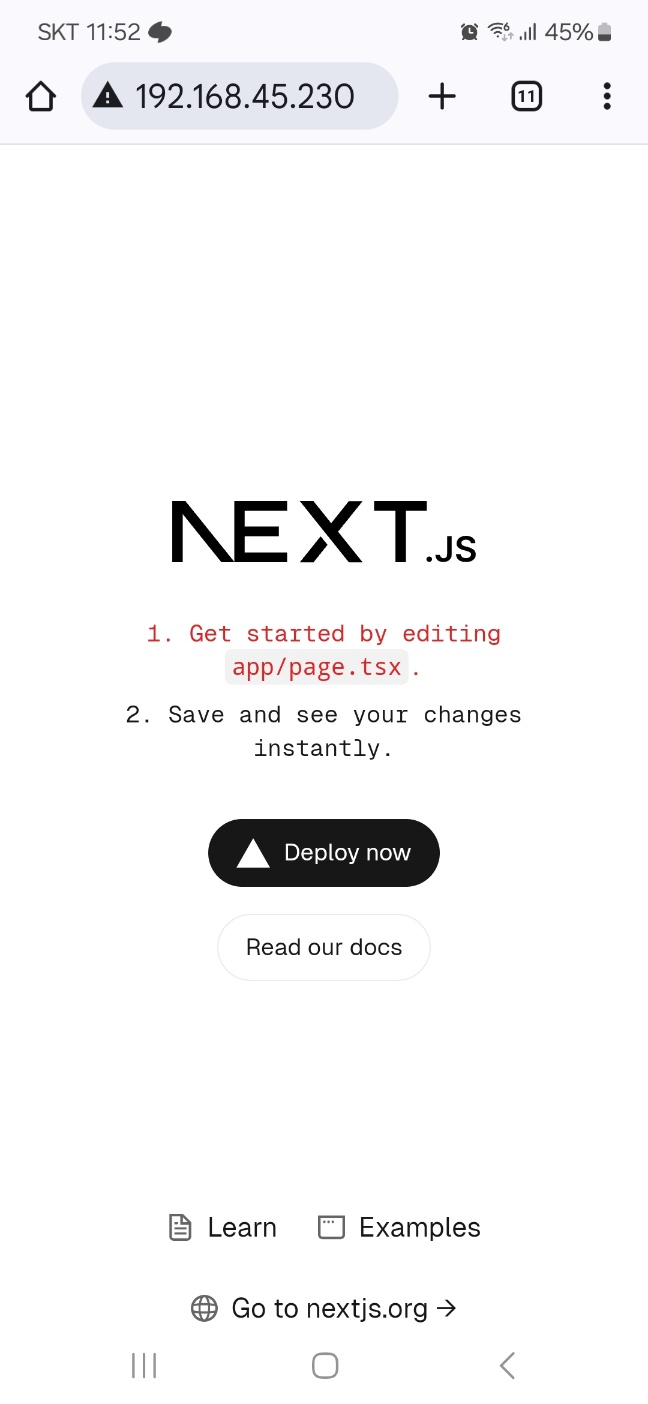 SKT 11:52
45%
192.168.45.230
11
NEXT.JS
1. Get started by editing
app/page.tsx.
2. Save and see your changes
instantly.
Deploy now
Read our docs
Learn
Examples
Go to nextjs.org →